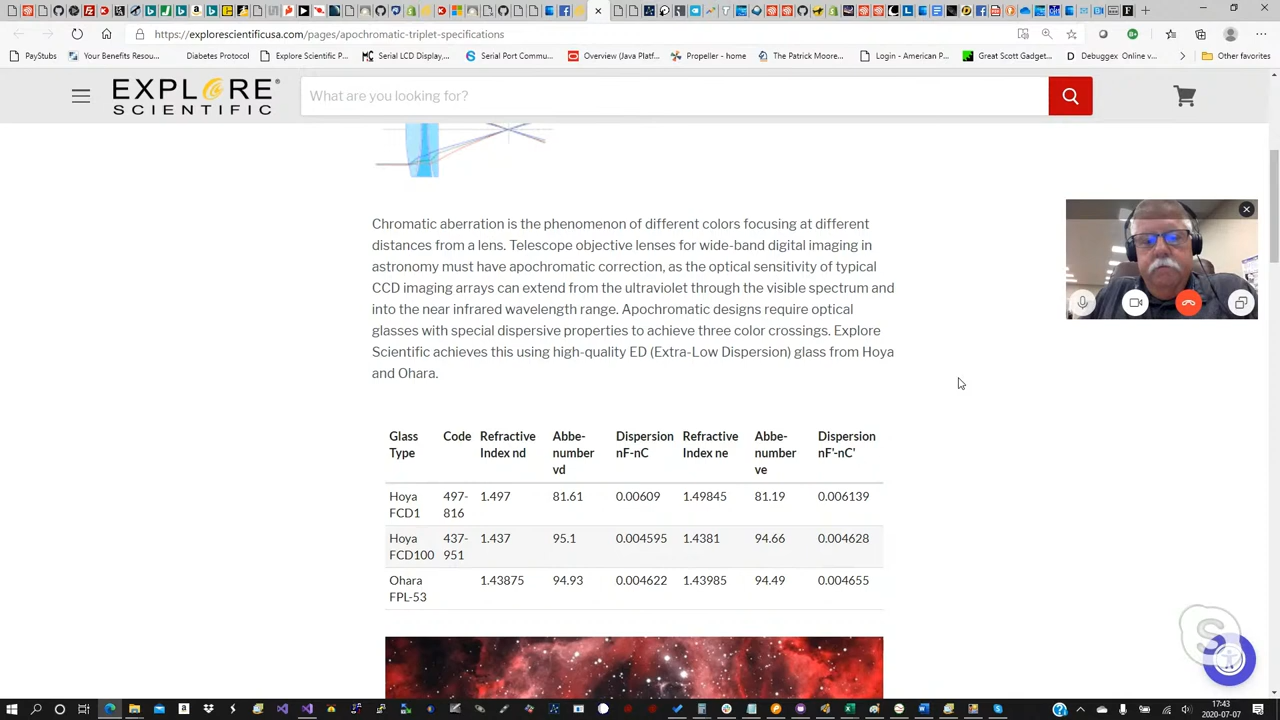 https://explorescientificusa.com/pages/apochromatic-triplet-specifications
PayStubs
Your Benefits Resou...
Diabetes Protocol
Explore Scientific P...
Serial LCD Display,...
Serial Port Commu...
Overview (Java Platf...
Propeller - home
The Patrick Moore...
Login - American P...
Great Scott Gadget...
Debuggex Online v...
Other favorites
EXPLORE
SCIENTIFIC®
What are you looking for?
Chromatic aberration is the phenomenon of different colors focusing at different
distances from a lens. Telescope objective lenses for wide-band digital imaging in
astronomy must have apochromatic correction, as the optical sensitivity of typical
CCD imaging arrays can extend from the ultraviolet through the visible spectrum and
into the near infrared wavelength range. Apochromatic designs require optical
glasses with special dispersive properties to achieve three color crossings. Explore
Scientific achieves this using high-quality ED (Extra-Low Dispersion) glass from Hoya
and Ohara.
Glass Code Refractive Abbe- Dispersion Refractive Abbe- Dispersion
Type Index nd number nF-nC Index ne number nF'-nC'
vd ve
Hoya 497- 1.497 81.61 0.00609 1.49845 81.19 0.006139
FCD1 816
Hoya 437- 1.437 95.1 0.004595 1.4381 94.66 0.004628
FCD100 951
Ohara 1.43875 94.93 0.004622 1.43985 94.49 0.004655
FPL-53
17:43
2020-07-07